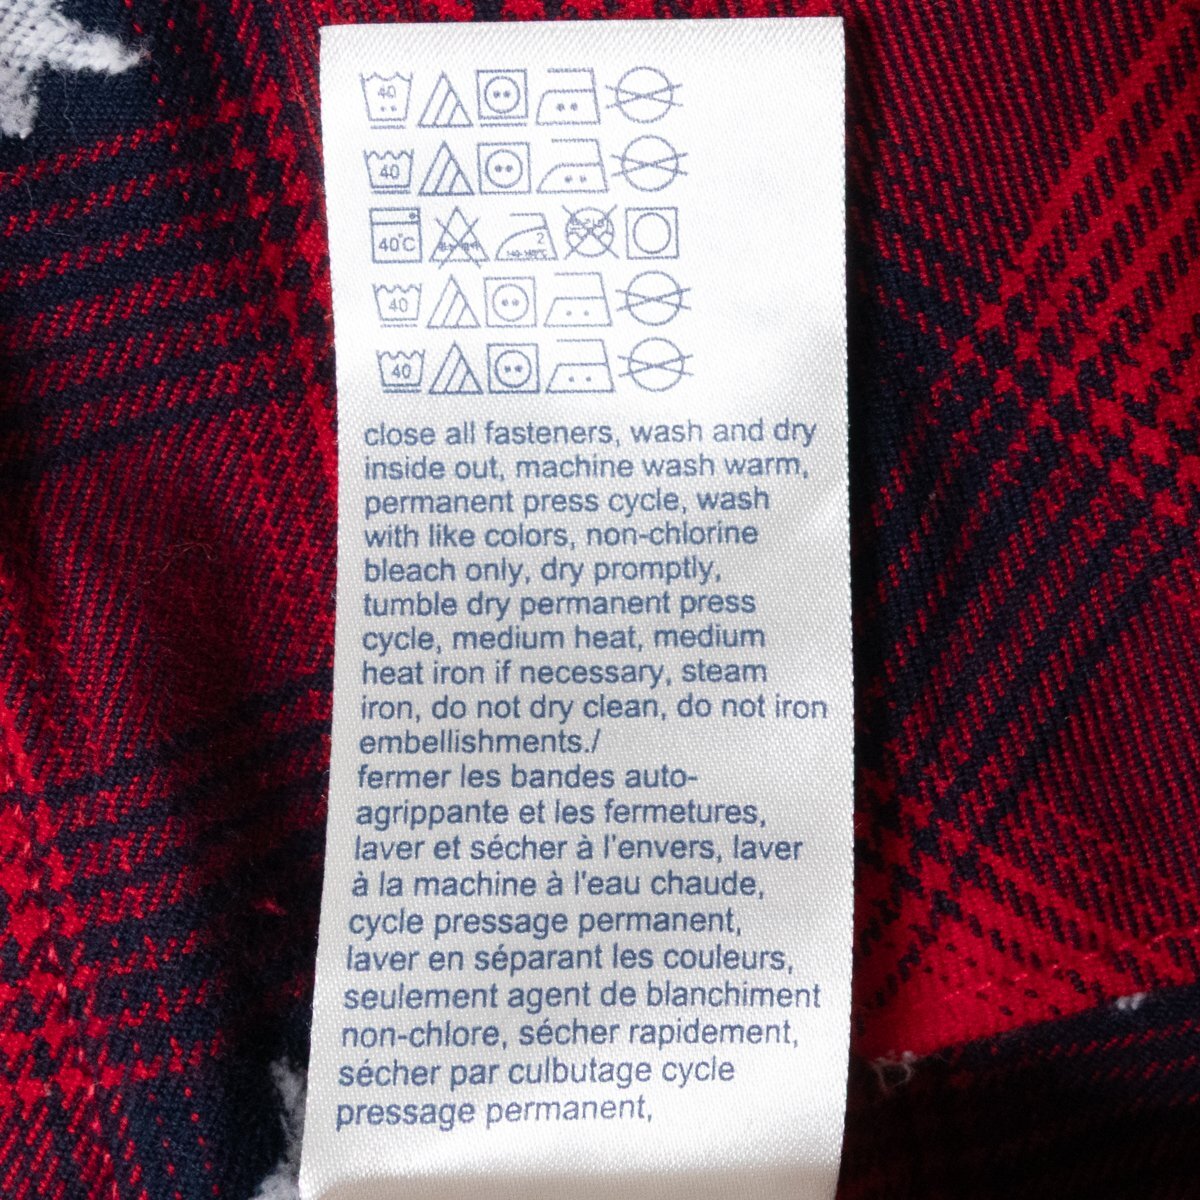 40
40
40°C 2
40
40
close all fasteners, wash and dry
inside out, machine wash warm,
permanent press cycle, wash
with like colors, non-chlorine
bleach only, dry promptly,
tumble dry permanent press
cycle, medium heat, medium
heat iron if necessary, steam
iron, do not dry clean, do not iron
embellishments./
fermer les bandes auto-
agrippante et les fermetures,
laver et sécher à l'envers, laver
à la machine à l'eau chaude,
cycle pressage permanent,
laver en séparant les couleurs,
seulement agent de blanchiment
non-chlore, sécher rapidement,
sécher par culbutage cycle
pressage permanent,